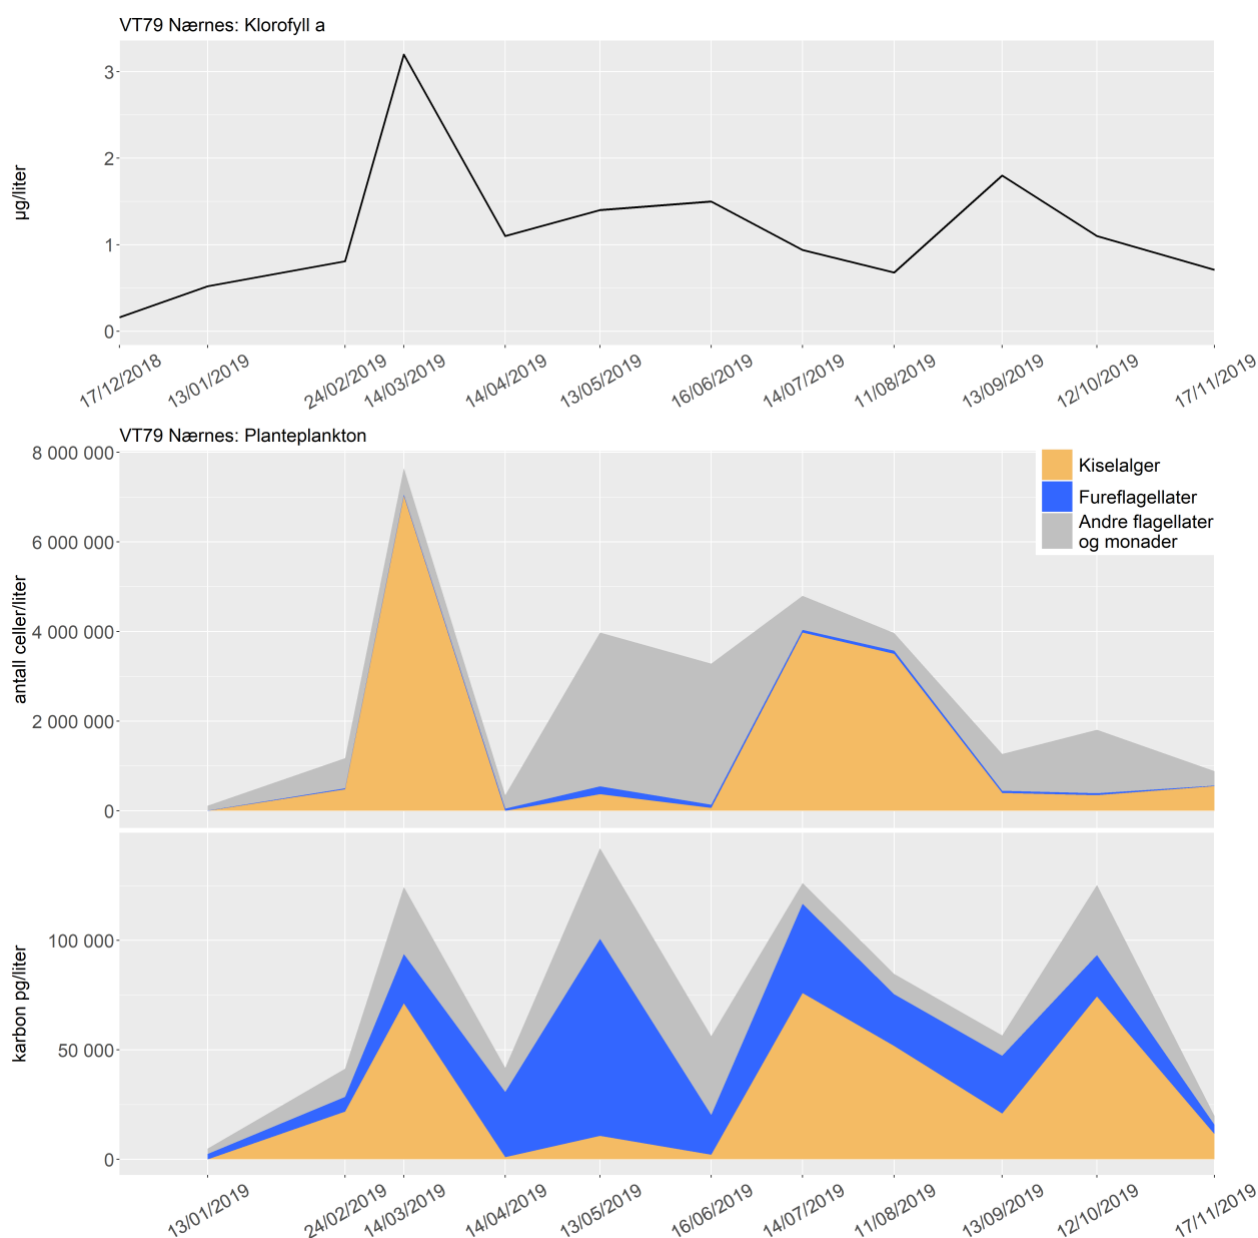 VT79 Nærnes: Klorofyll a
µg/liter
3
2
1
0
17/12/2018 13/01/2019 24/02/2019 14/03/2019 14/04/2019 13/05/2019 16/06/2019 14/07/2019 11/08/2019 13/09/2019 12/10/2019 17/11/2019
VT79 Nærnes: Planteplankton
antall celler/liter
8 000 000
6 000 000
4 000 000
2 000 000
0
Kiselalger
Fureflagellater
Andre flagellater
og monader
karbon pg/liter
100 000
50 000
0
13/01/2019 24/02/2019 14/03/2019 14/04/2019 13/05/2019 16/06/2019 14/07/2019 11/08/2019 13/09/2019 12/10/2019 17/11/2019